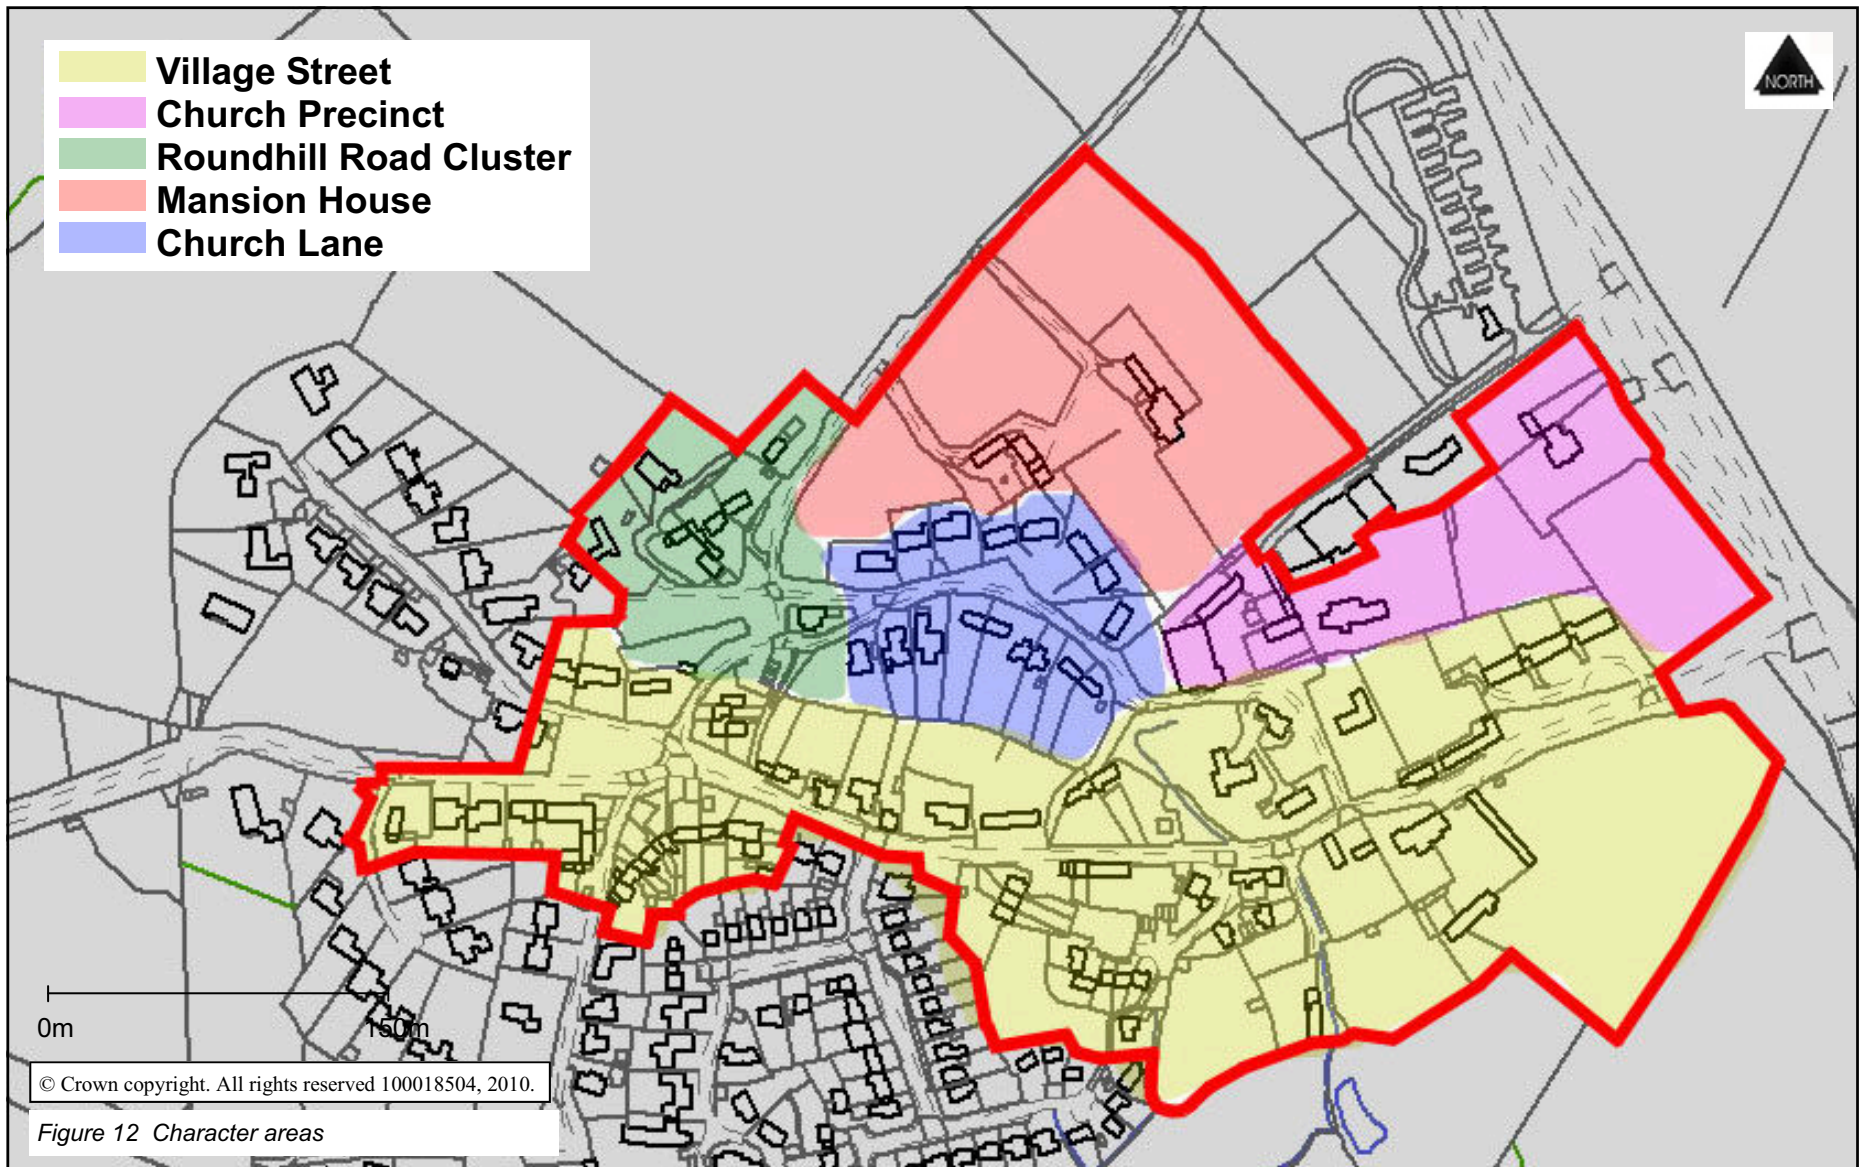 Village Street
Church Precinct
Roundhill Road Cluster
Mansion House
Church Lane
NORTH
0m 150m
© Crown copyright. All rights reserved 100018504, 2010.
Figure 12 Character areas